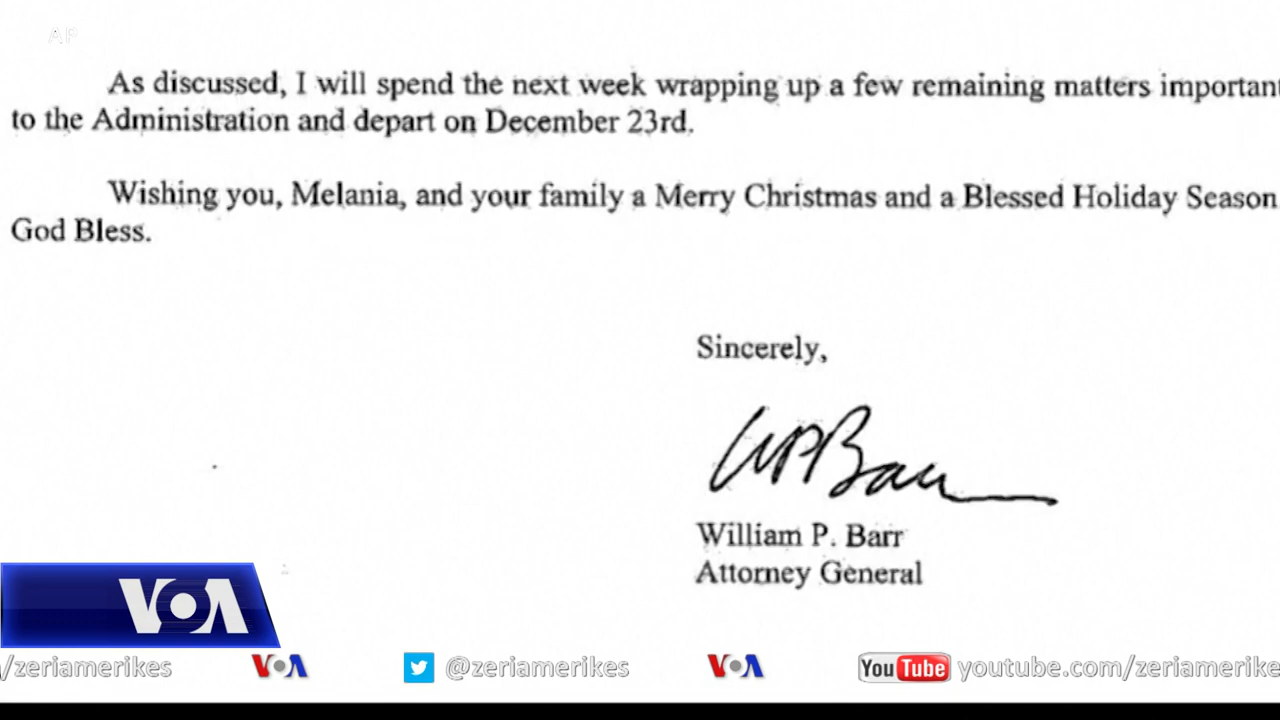 AP
As discussed, I will spend the next week wrapping up a few remaining matters important
to the Administration and depart on December 23rd.
Wishing you, Melania, and your family a Merry Christmas and a Blessed Holiday Season
God Bless.
Sincerely,
WPBarr
William P. Barr
Attorney General
VOA
/zeriamerikes VOA @zeriamerikes VOA YouTube youtube.com/zeriamerike